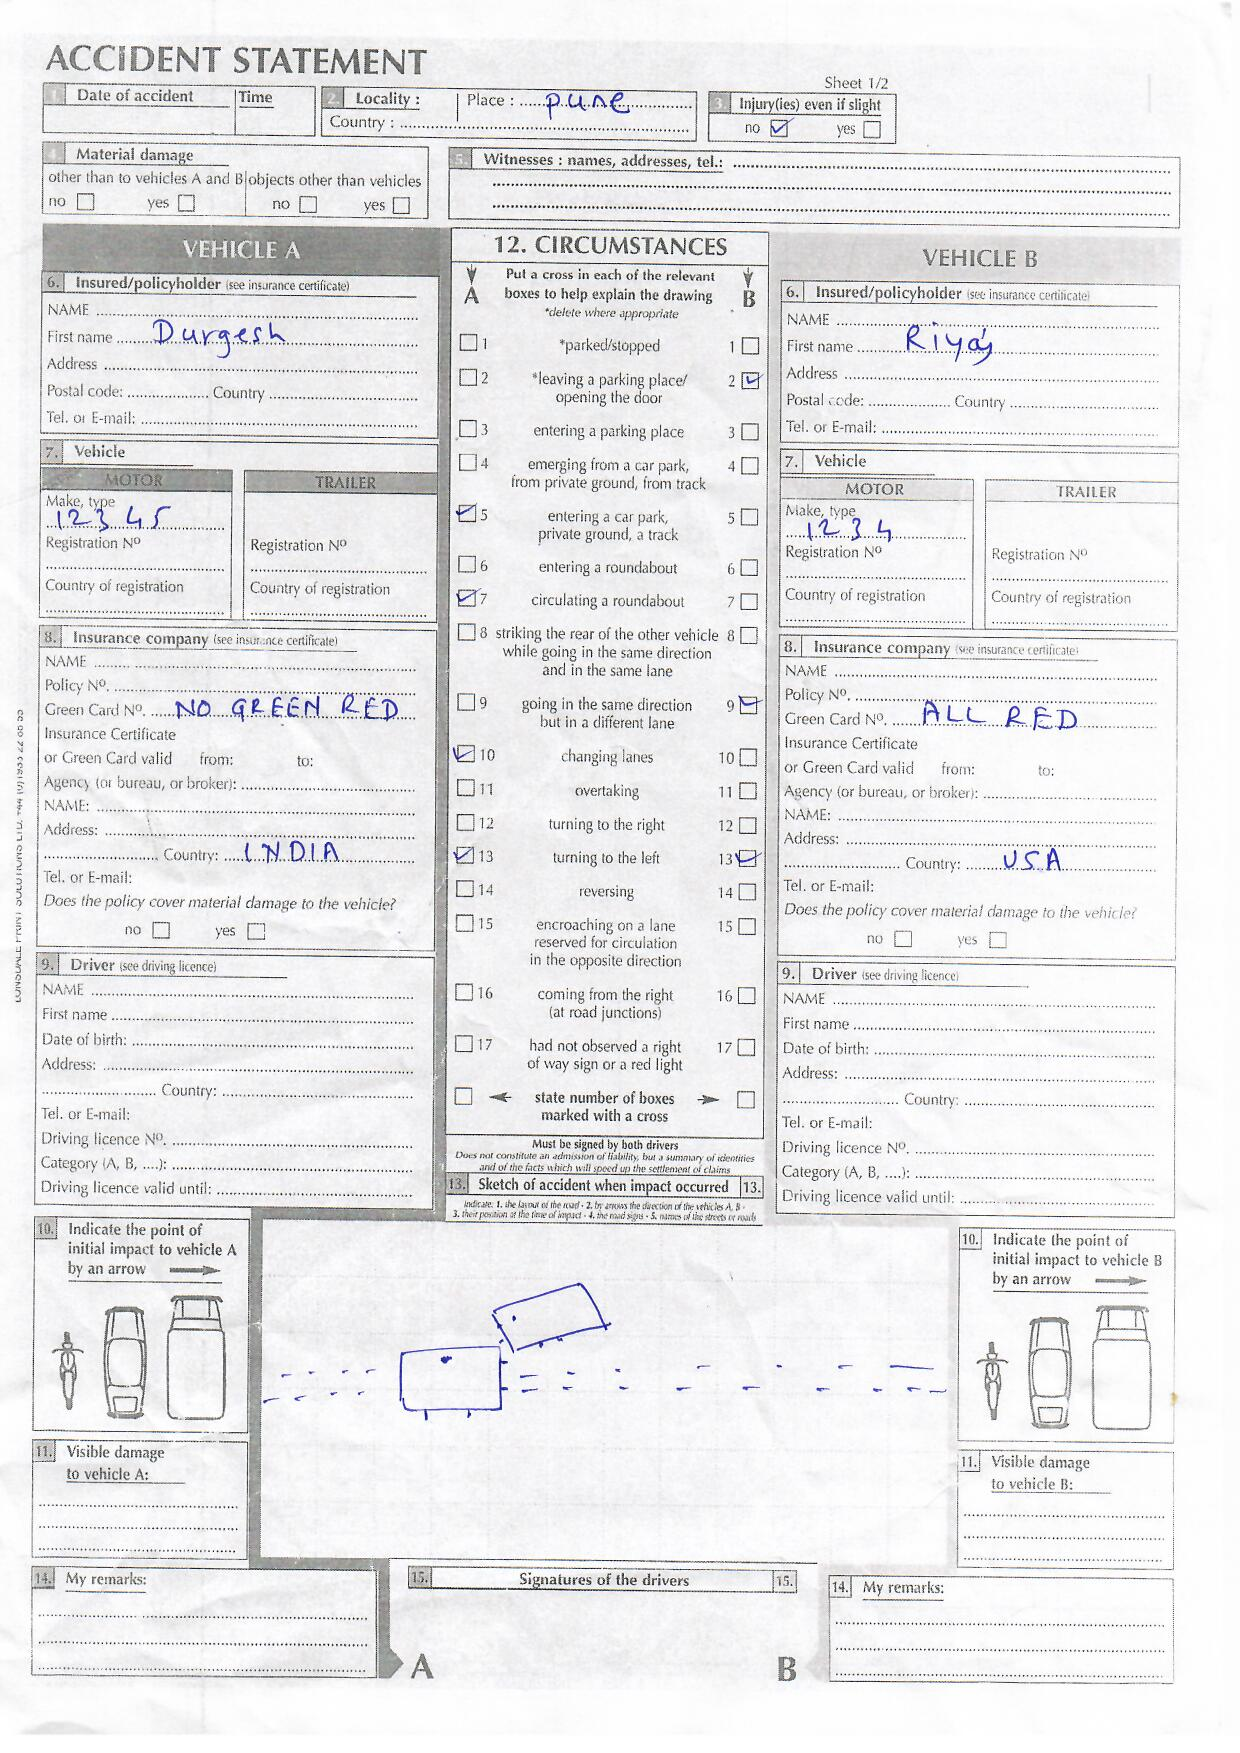 ACCIDENT STATEMENT
Sheet 1/2
1. Date of accident Time
2. Locality : Place : pune
Country :
3. Injury(ies) even if slight
no yes
4. Material damage
other than to vehicles A and B objects other than vehicles
no yes no yes
5. Witnesses : names, addresses, tel.:
VEHICLE A
6. Insured/policyholder (see insurance certificate)
NAME
First name Durgesh
Address
Postal code: Country
Tel. or E-mail:
7. Vehicle
MOTOR TRAILER
Make, type
12345
Registration Nº Registration Nº
Country of registration Country of registration
8. Insurance company (see insurance certificate)
NAME
Policy Nº.
Green Card Nº. NO GREEN RED
Insurance Certificate
or Green Card valid from: to:
Agency (or bureau, or broker):
NAME:
Address:
Country: INDIA
Tel. or E-mail:
Does the policy cover material damage to the vehicle?
no yes
9. Driver (see driving licence)
NAME
First name
Date of birth:
Address:
Country:
Tel. or E-mail:
Driving licence Nº.
Category (A, B, ....):
Driving licence valid until:
10. Indicate the point of
initial impact to vehicle A
by an arrow
11. Visible damage
to vehicle A:
14. My remarks:
12. CIRCUMSTANCES
A Put a cross in each of the relevant B
boxes to help explain the drawing
*delete where appropriate
1 *parked/stopped 1
2 *leaving a parking place/ 2
opening the door
3 entering a parking place 3
4 emerging from a car park, 4
from private ground, from track
5 entering a car park, 5
private ground, a track
6 entering a roundabout 6
7 circulating a roundabout 7
8 striking the rear of the other vehicle 8
while going in the same direction
and in the same lane
9 going in the same direction 9
but in a different lane
10 changing lanes 10
11 overtaking 11
12 turning to the right 12
13 turning to the left 13
14 reversing 14
15 encroaching on a lane 15
reserved for circulation
in the opposite direction
16 coming from the right 16
(at road junctions)
17 had not observed a right 17
of way sign or a red light
state number of boxes
marked with a cross
Must be signed by both drivers
Does not constitute an admission of liability, but a summary of identities
and of the facts which will speed up the settlement of claims
13. Sketch of accident when impact occurred 13.
Indicate: 1. the layout of the road - 2. by arrows the direction of the vehicles A, B -
3. their position at the time of impact - 4. the road signs - 5. names of the streets or roads
15. Signatures of the drivers 15.
A B
VEHICLE B
6. Insured/policyholder (see insurance certificate)
NAME
First name Riyaj
Address
Postal code: Country
Tel. or E-mail:
7. Vehicle
MOTOR TRAILER
Make, type
1234
Registration Nº Registration Nº
Country of registration Country of registration
8. Insurance company (see insurance certificate)
NAME
Policy Nº.
Green Card Nº. ALL RED
Insurance Certificate
or Green Card valid from: to:
Agency (or bureau, or broker):
NAME:
Address:
Country: USA
Tel. or E-mail:
Does the policy cover material damage to the vehicle?
no yes
9. Driver (see driving licence)
NAME
First name
Date of birth:
Address:
Country:
Tel. or E-mail:
Driving licence Nº.
Category (A, B, ....):
Driving licence valid until:
10. Indicate the point of
initial impact to vehicle B
by an arrow
11. Visible damage
to vehicle B:
14. My remarks: